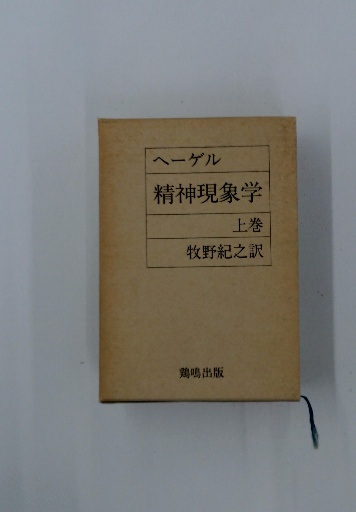 ヘーゲル
精神現象学
上巻
牧野紀之訳
鶏鳴出版